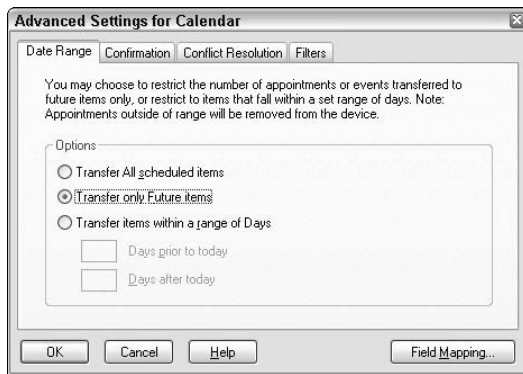 Advanced Settings for Calendar
Date Range Confirmation Conflict Resolution Filters
You may choose to restrict the number of appointments or events transferred to
future items only, or restrict to items that fall within a set range of days. Note:
Appointments outside of range will be removed from the device.
Options
Transfer All scheduled items
Transfer only Future items
Transfer items within a range of Days
Days prior to today
Days after today
OK Cancel Help Field Mapping...